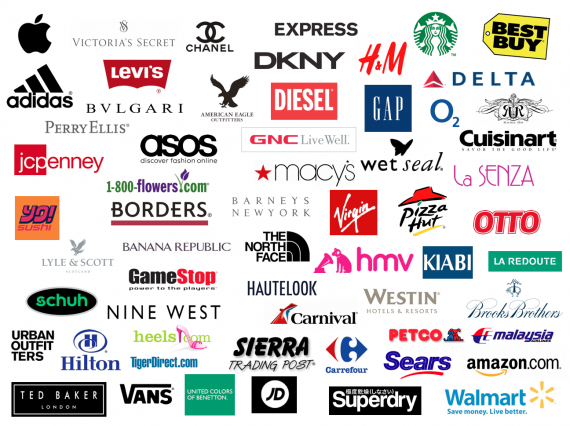 VICTORIA'S SECRET
CHANEL
EXPRESS
DKNY
H&M
BEST
BUY
adidas
LEVI'S
BVLGARI
AMERICAN EAGLE
OUTFITTERS
DIESEL
GAP
DELTA
O2
PERRY ELLIS
asos
discover fashion online
GNC LiveWell.
wet seal.
Cuisinart
SAVOR THE GOOD LIFE
jcpenney
macy's
La SENZA
1-800-flowers.com
YO!
SUSHI
BORDERS
BARNEYS
NEWYORK
Virgin
Pizza
Hut
OTTO
LYLE & SCOTT
SCOTLAND
BANANA REPUBLIC
THE
NORTH
FACE
hmv
KIABI
LA REDOUTE
GameStop
power to the players
schuh
NINE WEST
HAUTELOOK
WESTIN
HOTELS & RESORTS
Brooks Brothers
Carnival
URBAN
OUTFIT
TERS
Hilton
heels.com
TigerDirect.com
SIERRA
TRADING POST
Carrefour
PETCO
malaysia
Sears
amazon.com
TED BAKER
LONDON
VANS
UNITED COLORS
OF BENETTON.
JD
極度乾燥(しなさい)
Superdry
Walmart
Save money. Live better.